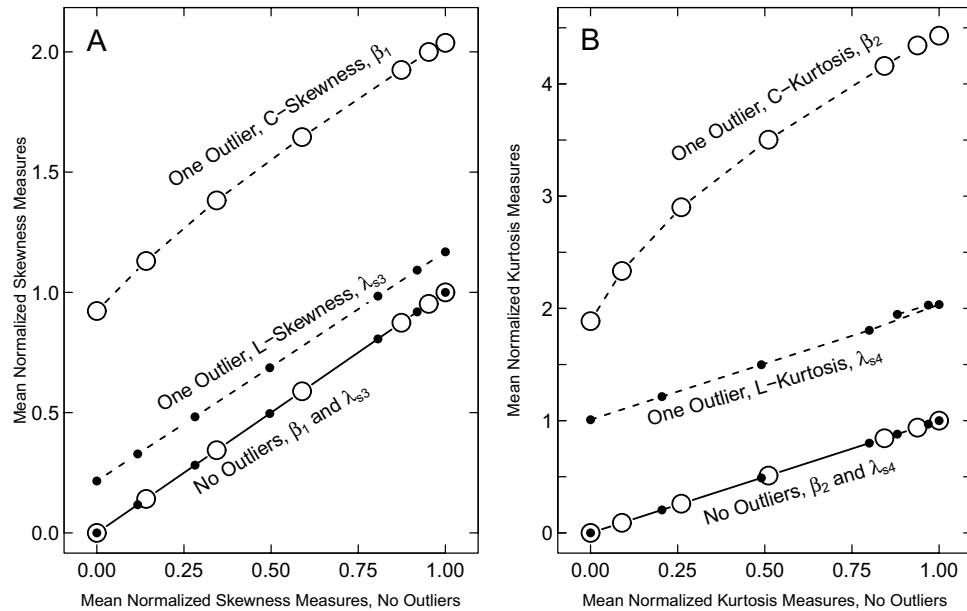 A
One Outlier, C−Skewness, β1
One Outlier, L−Skewness, λs3
No Outliers, β1 and λs3
Mean Normalized Skewness Measures
2.0
1.5
1.0
0.5
0.0
0.00 0.25 0.50 0.75 1.00
Mean Normalized Skewness Measures, No Outliers
B
One Outlier, C−Kurtosis, β2
One Outlier, L−Kurtosis, λs4
No Outliers, β2 and λs4
Mean Normalized Kurtosis Measures
4
3
2
1
0
0.00 0.25 0.50 0.75 1.00
Mean Normalized Kurtosis Measures, No Outliers